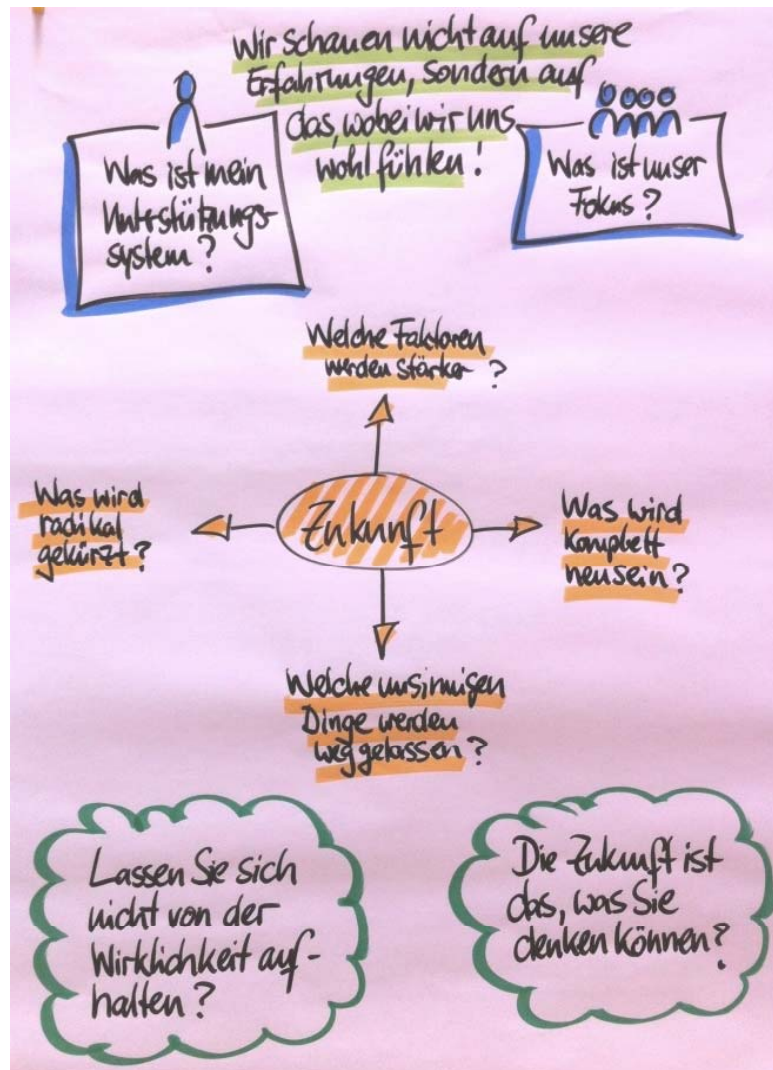 Wir schauen nicht auf unsere
Erfahrungen, sondern auf
das, wobei wir uns
wohl fühlen!
Was ist mein
Unterstützungs-
system?
Was ist unser
Fokus?
Welche Faktoren
werden stärker?
Was wird
radikal
gekürzt?
Zukunft
Was wird
komplett
neu sein?
Welche unsinnigen
Dinge werden
weggelassen?
Lassen Sie sich
nicht von der
Wirklichkeit auf-
halten?
Die Zukunft ist
das, was Sie
denken können?